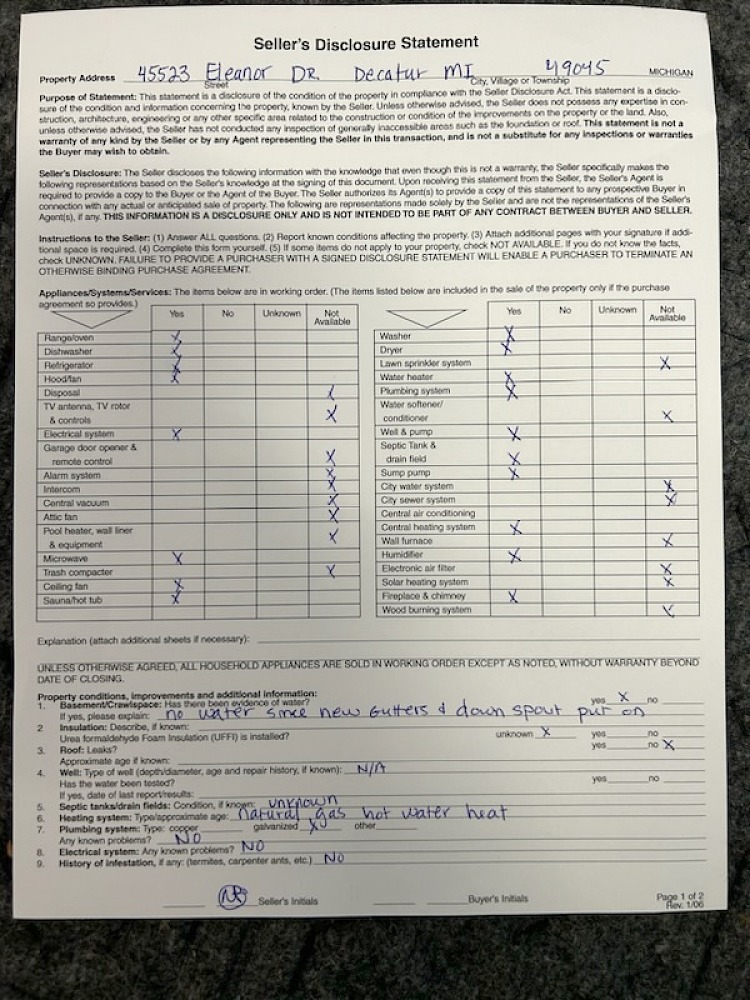 Seller's Disclosure Statement
Property Address 45523 Eleanor DR. Decatur MI 49045 MICHIGAN
Street City, Village or Township
Purpose of Statement: This statement is a disclosure of the condition of the property in compliance with the Seller Disclosure Act. This statement is a disclo-
sure of the condition and information concerning the property, known by the Seller. Unless otherwise advised, the Seller does not possess any expertise in con-
struction, architecture, engineering or any other specific area related to the construction or condition of the improvements on the property or the land. Also,
unless otherwise advised, the Seller has not conducted any inspection of generally inaccessible areas such as the foundation or roof. This statement is not a
warranty of any kind by the Seller or by any Agent representing the Seller in this transaction, and is not a substitute for any inspections or warranties
the Buyer may wish to obtain.
Seller's Disclosure: The Seller discloses the following information with the knowledge that even though this is not a warranty, the Seller specifically makes the
following representations based on the Seller's knowledge at the signing of this document. Upon receiving this statement from the Seller, the Seller's Agent is
required to provide a copy to the Buyer or the Agent of the Buyer. The Seller authorizes its Agent(s) to provide a copy of this statement to any prospective Buyer in
connection with any actual or anticipated sale of property. The following are representations made solely by the Seller and are not the representations of the Seller's
Agent(s), if any. THIS INFORMATION IS A DISCLOSURE ONLY AND IS NOT INTENDED TO BE PART OF ANY CONTRACT BETWEEN BUYER AND SELLER.
Instructions to the Seller: (1) Answer ALL questions. (2) Report known conditions affecting the property. (3) Attach additional pages with your signature if addi-
tional space is required. (4) Complete this form yourself. (5) If some items do not apply to your property, check NOT AVAILABLE. If you do not know the facts,
check UNKNOWN. FAILURE TO PROVIDE A PURCHASER WITH A SIGNED DISCLOSURE STATEMENT WILL ENABLE A PURCHASER TO TERMINATE AN
OTHERWISE BINDING PURCHASE AGREEMENT.
Appliances/Systems/Services: The items below are in working order. (The items listed below are included in the sale of the property only if the purchase
agreement so provides.)
Yes No Unknown Not Available
Range/oven X
Dishwasher X
Refrigerator X
Hood/fan X
Disposal X
TV antenna, TV rotor
& controls X
Electrical system X
Garage door opener &
remote control X
Alarm system X
Intercom X
Central vacuum X
Attic fan X
Pool heater, wall liner
& equipment X
Microwave X
Trash compacter X
Ceiling fan X
Sauna/hot tub X
Yes No Unknown Not Available
Washer X
Dryer X
Lawn sprinkler system X
Water heater X
Plumbing system X
Water softener/
conditioner X
Well & pump X
Septic Tank &
drain field X
Sump pump X
City water system X
City sewer system X
Central air conditioning
Central heating system X
Wall furnace X
Humidifier X
Electronic air filter X
Solar heating system X
Fireplace & chimney X
Wood burning system X
Explanation (attach additional sheets if necessary):
UNLESS OTHERWISE AGREED, ALL HOUSEHOLD APPLIANCES ARE SOLD IN WORKING ORDER EXCEPT AS NOTED, WITHOUT WARRANTY BEYOND
DATE OF CLOSING.
Property conditions, improvements and additional information:
1. Basement/Crawlspace: Has there been evidence of water? yes X no
If yes, please explain: no water since new Gutters & down spout put on
2 Insulation: Describe, if known:
Urea formaldehyde Foam Insulation (UFFI) is installed? unknown X yes no
3. Roof: Leaks? yes no X
Approximate age if known:
4. Well: Type of well (depth/diameter, age and repair history, if known): N/A
Has the water been tested? yes no
If yes, date of last report/results:
5. Septic tanks/drain fields: Condition, if known: unknown
6. Heating system: Type/approximate age: natural gas hot water heat
7. Plumbing system: Type: copper galvanized X other
Any known problems? NO
8. Electrical system: Any known problems? NO
9. History of infestation, if any: (termites, carpenter ants, etc.) NO
Seller's Initials Buyer's Initials Page 1 of 2
Rev. 1/06